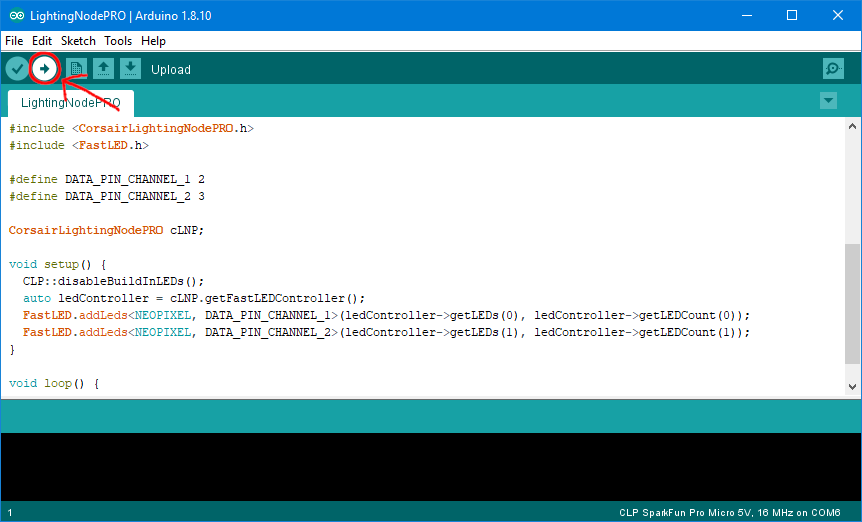 LightingNodePRO | Arduino 1.8.10
File Edit Sketch Tools Help
Upload
LightingNodePRO
#include <CorsairLightingNodePRO.h>
#include <FastLED.h>
#define DATA_PIN_CHANNEL_1 2
#define DATA_PIN_CHANNEL_2 3
CorsairLightingNodePRO cLNP;
void setup() {
CLP::disableBuildInLEDs();
auto ledController = cLNP.getFastLEDController();
FastLED.addLeds<NEOPIXEL, DATA_PIN_CHANNEL_1>(ledController->getLEDs(0), ledController->getLEDCount(0));
FastLED.addLeds<NEOPIXEL, DATA_PIN_CHANNEL_2>(ledController->getLEDs(1), ledController->getLEDCount(1));
}
void loop() {
1 CLP SparkFun Pro Micro 5V, 16 MHz on COM6